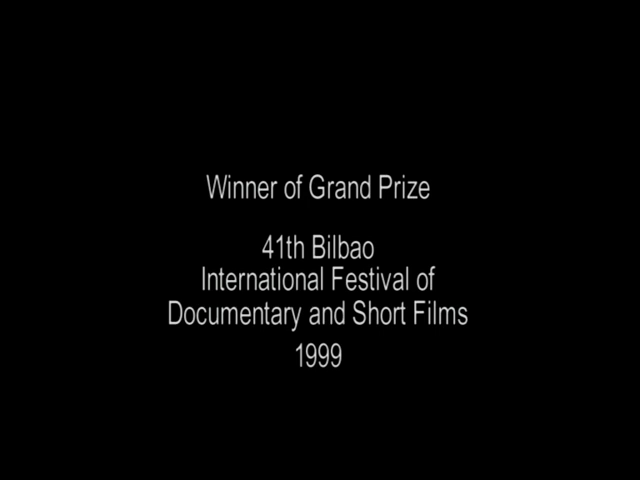 Winner of Grand Prize
41th Bilbao
International Festival of
Documentary and Short Films
1999